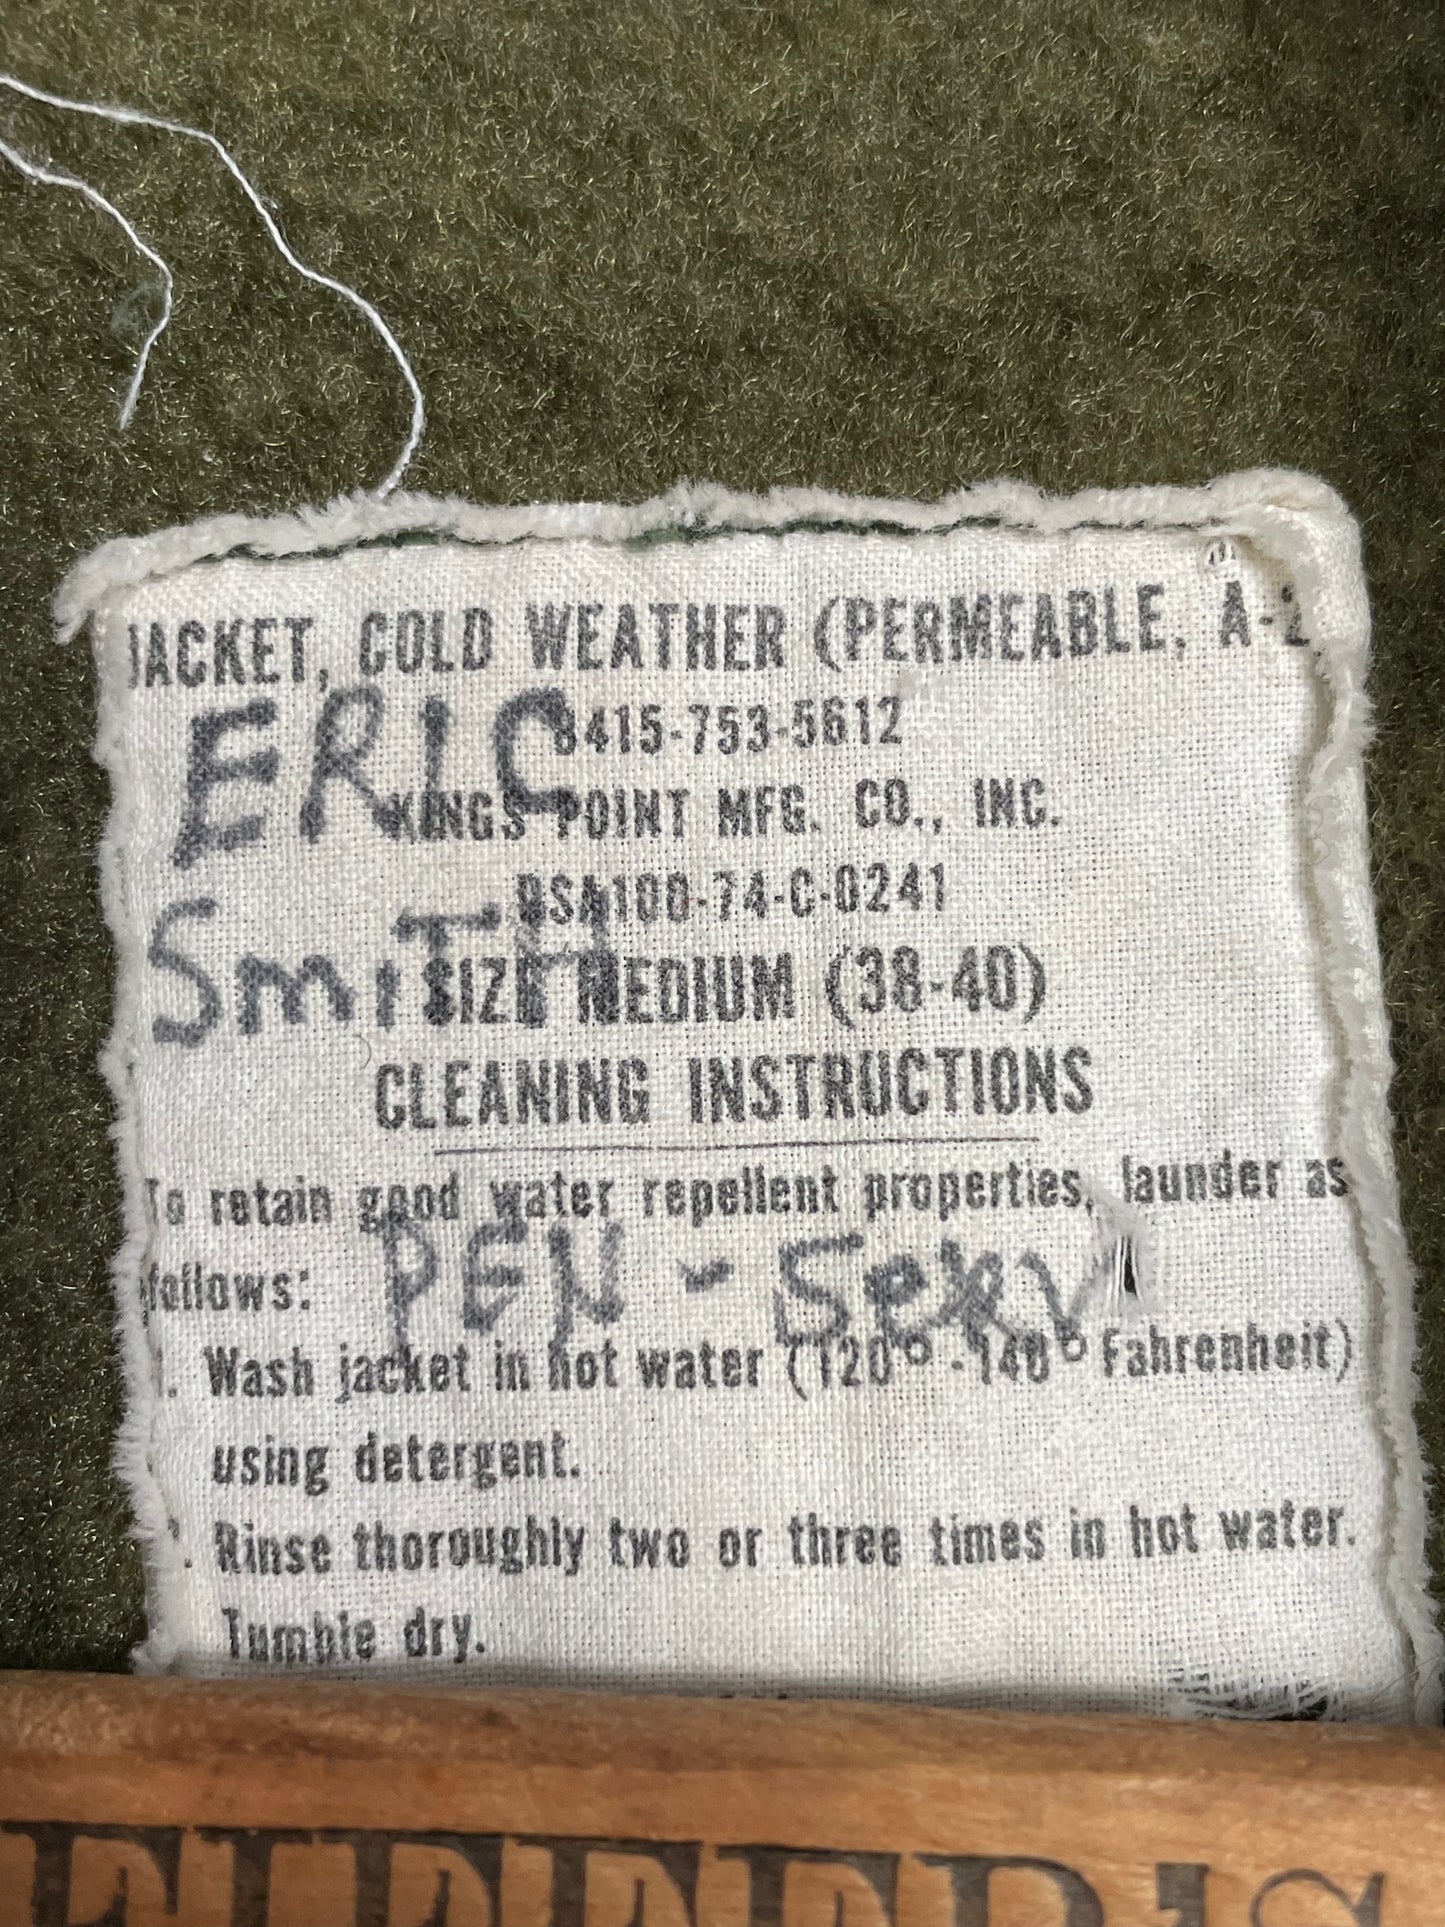 JACKET, COLD WEATHER (PERMEABLE, A-2
ERIC
8415-753-5612
KINGS POINT MFG. CO., INC.
DSA100-74-C-0241
SmiTH
SIZE MEDIUM (38-40)
CLEANING INSTRUCTIONS
To retain good water repellent properties, launder as
PEN - Serv
follows:
1. Wash jacket in hot water (120° - 140° Fahrenheit)
using detergent.
2. Rinse thoroughly two or three times in hot water.
Tumble dry.